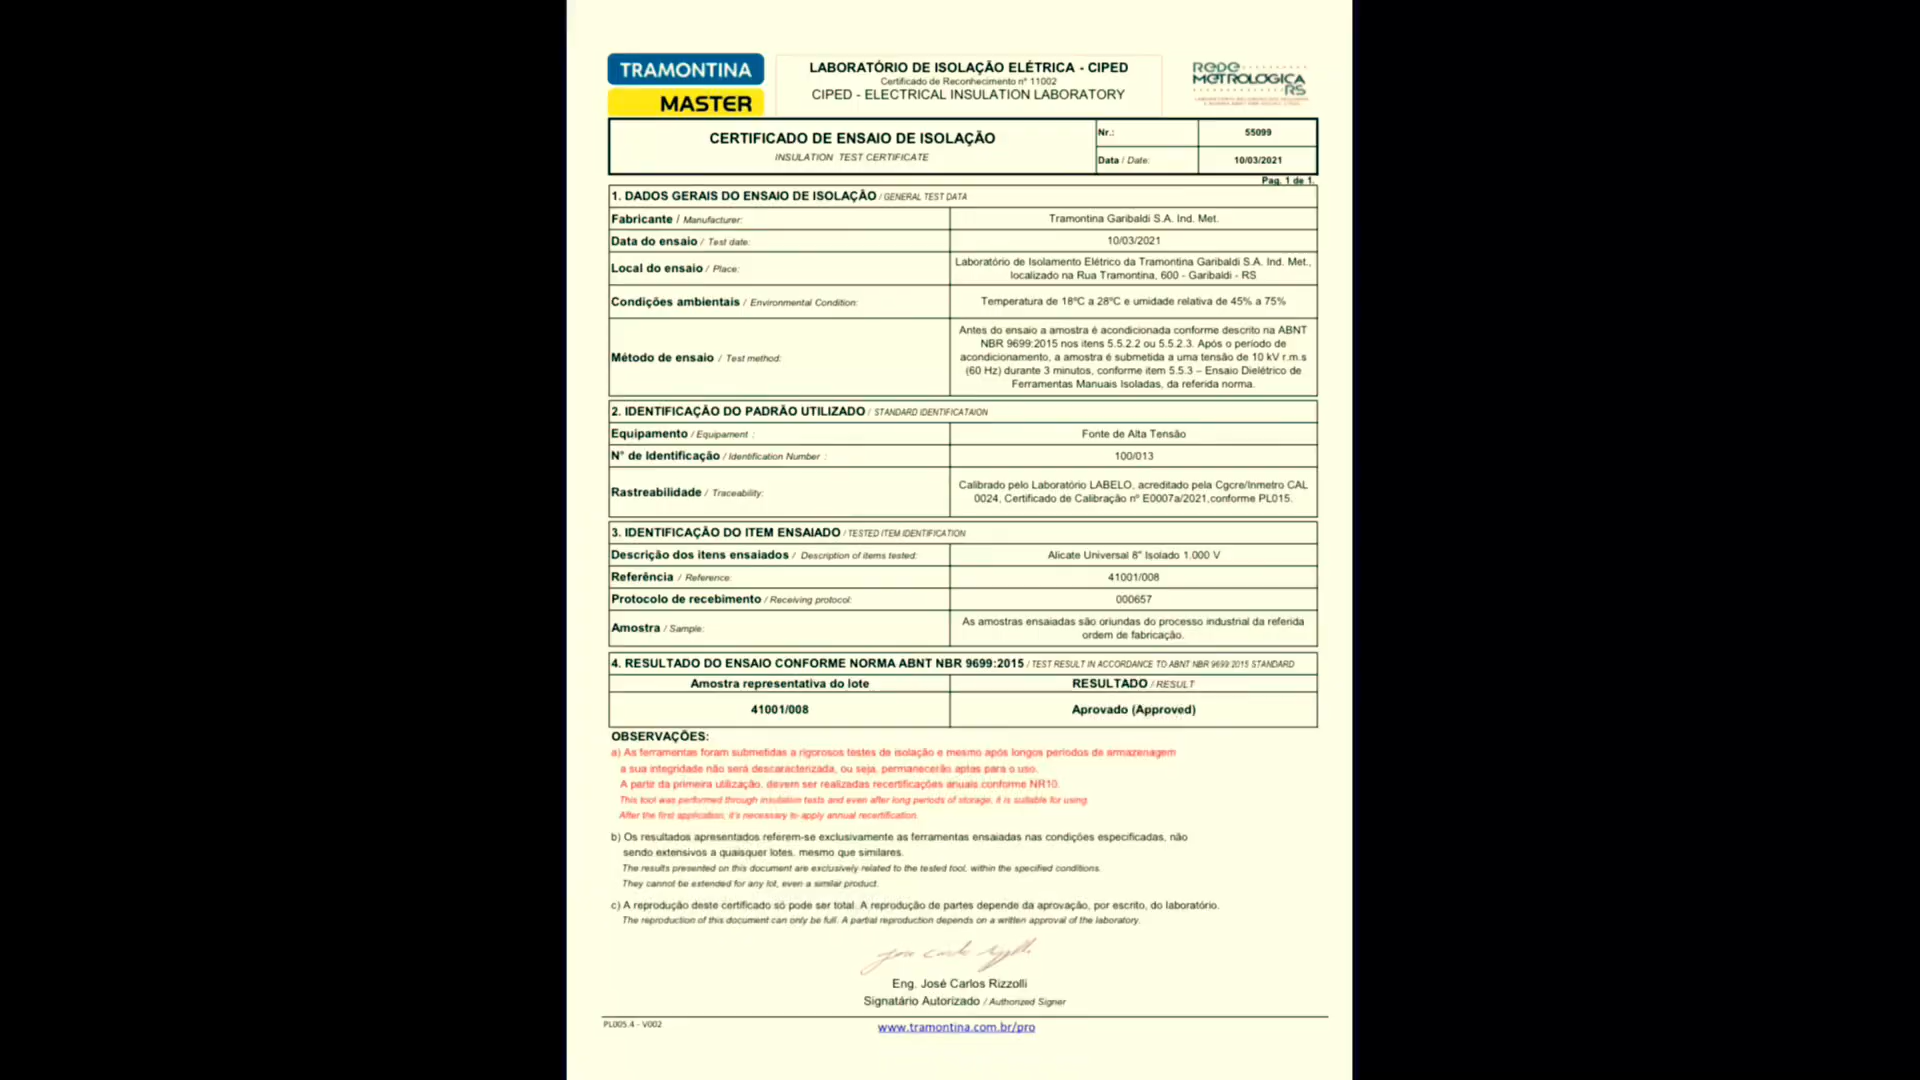 TRAMONTINA
MASTER
LABORATÓRIO DE ISOLAÇÃO ELÉTRICA - CIPED
Certificado de Reconhecimento n° 11002
CIPED - ELECTRICAL INSULATION LABORATORY
REDE
METROLÓGICA
RS
CERTIFICADO DE ENSAIO DE ISOLAÇÃO
INSULATION TEST CERTIFICATE
Nr.: 55099
Data / Date: 10/03/2021
Pag. 1 de 1.
1. DADOS GERAIS DO ENSAIO DE ISOLAÇÃO / GENERAL TEST DATA
Fabricante / Manufacturer: Tramontina Garibaldi S.A. Ind. Met.
Data do ensaio / Test date: 10/03/2021
Local do ensaio / Place: Laboratório de Isolamento Elétrico da Tramontina Garibaldi S.A. Ind. Met.,
localizado na Rua Tramontina, 600 - Garibaldi - RS
Condições ambientais / Environmental Condition: Temperatura de 18ºC a 28ºC e umidade relativa de 45% a 75%
Método de ensaio / Test method: Antes do ensaio a amostra é acondicionada conforme descrito na ABNT
NBR 9699:2015 nos itens 5.5.2.2 ou 5.5.2.3. Após o período de
acondicionamento, a amostra é submetida a uma tensão de 10 kV r.m.s
(60 Hz) durante 3 minutos, conforme item 5.5.3 – Ensaio Dielétrico de
Ferramentas Manuais Isoladas, da referida norma.
2. IDENTIFICAÇÃO DO PADRÃO UTILIZADO / STANDARD IDENTIFICATAION
Equipamento / Equipament : Fonte de Alta Tensão
N° de Identificação / Identification Number : 100/013
Rastreabilidade / Traceability: Calibrado pelo Laboratório LABELO, acreditado pela Cgcre/Inmetro CAL
0024, Certificado de Calibração nº E0007a/2021,conforme PL015.
3. IDENTIFICAÇÃO DO ITEM ENSAIADO / TESTED ITEM IDENTIFICATION
Descrição dos itens ensaiados / Description of items tested: Alicate Universal 8" Isolado 1.000 V
Referência / Reference: 41001/008
Protocolo de recebimento / Receiving protocol: 000657
Amostra / Sample: As amostras ensaiadas são oriundas do processo industrial da referida
ordem de fabricação.
4. RESULTADO DO ENSAIO CONFORME NORMA ABNT NBR 9699:2015 / TEST RESULT IN ACCORDANCE TO ABNT NBR 9699:2015 STANDARD
Amostra representativa do lote RESULTADO / RESULT
41001/008 Aprovado (Approved)
OBSERVAÇÕES:
a) As ferramentas foram submetidas a rigorosos testes de isolação e mesmo após longos períodos de armazenagem
a sua integridade não será descaracterizada, ou seja, permanecerão aptas para o uso.
A partir da primeira utilização, devem ser realizadas recertificações anuais conforme NR10.
This tool was performed through insulation tests and even after long periods of storage, it is suitable for using.
After the first application, it's necessary to apply annual recertification.
b) Os resultados apresentados referem-se exclusivamente as ferramentas ensaiadas nas condições especificadas, não
sendo extensivos a quaisquer lotes, mesmo que similares.
The results presented on this document are exclusively related to the tested tool, within the specified conditions.
They cannot be extended for any lot, even a similar product.
c) A reprodução deste certificado só pode ser total. A reprodução de partes depende da aprovação, por escrito, do laboratório.
The reproduction of this document can only be full. A partial reproduction depends on a written approval of the laboratory.
Eng. José Carlos Rizzolli
Signatário Autorizado / Authorized Signer
PL005.4 - V002
www.tramontina.com.br/pro